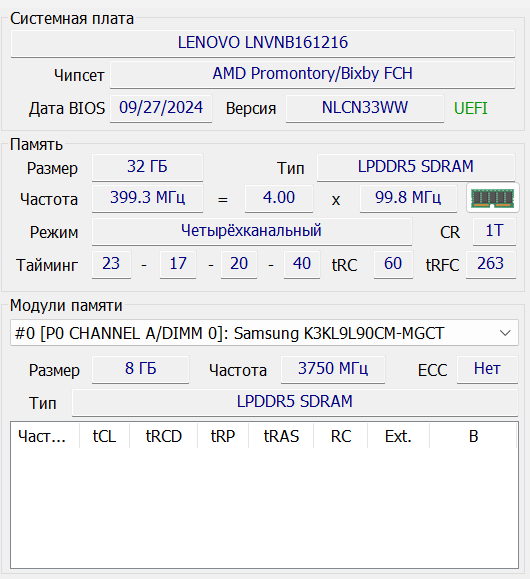 Системная плата
LENOVO LNVNB161216
Чипсет AMD Promontory/Bixby FCH
Дата BIOS 09/27/2024 Версия NLCN33WW UEFI
Память
Размер 32 ГБ Тип LPDDR5 SDRAM
Частота 399.3 МГц = 4.00 x 99.8 МГц
Режим Четырёхканальный CR 1T
Тайминг 23 - 17 - 20 - 40 tRC 60 tRFC 263
Модули памяти
#0 [P0 CHANNEL A/DIMM 0]: Samsung K3KL9L90CM-MGCT
Размер 8 ГБ Частота 3750 МГц ECC Нет
Тип LPDDR5 SDRAM
Част... tCL tRCD tRP tRAS RC Ext. В